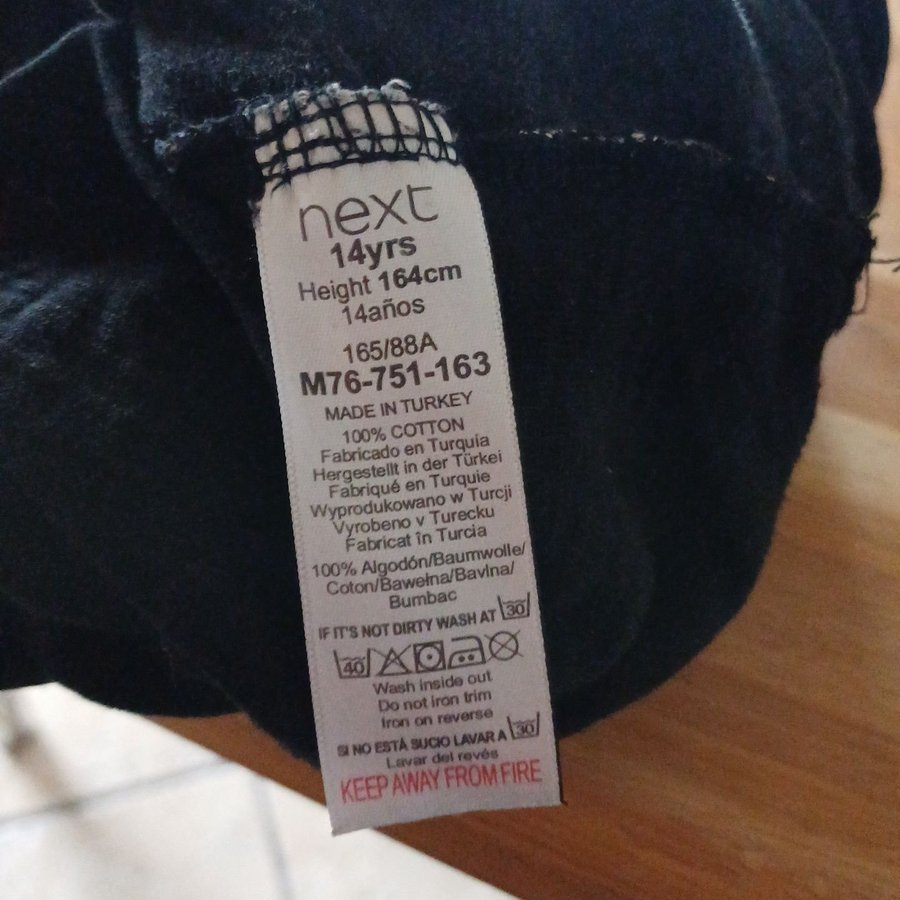 next
14yrs
Height 164cm
14años
165/88A
M76-751-163
MADE IN TURKEY
100% COTTON
Fabricado en Turquía
Hergestellt in der Türkei
Fabriqué en Turquie
Wyprodukowano w Turcji
Vyrobeno v Turecku
Fabricat în Turcia
100% Algodón/Baumwolle/
Coton/Bawełna/Bavlna/
Bumbac
IF IT'S NOT DIRTY WASH AT 30
40
Wash inside out
Do not iron trim
Iron on reverse
SI NO ESTÁ SUCIO LAVAR A 30
Lavar del revés
KEEP AWAY FROM FIRE